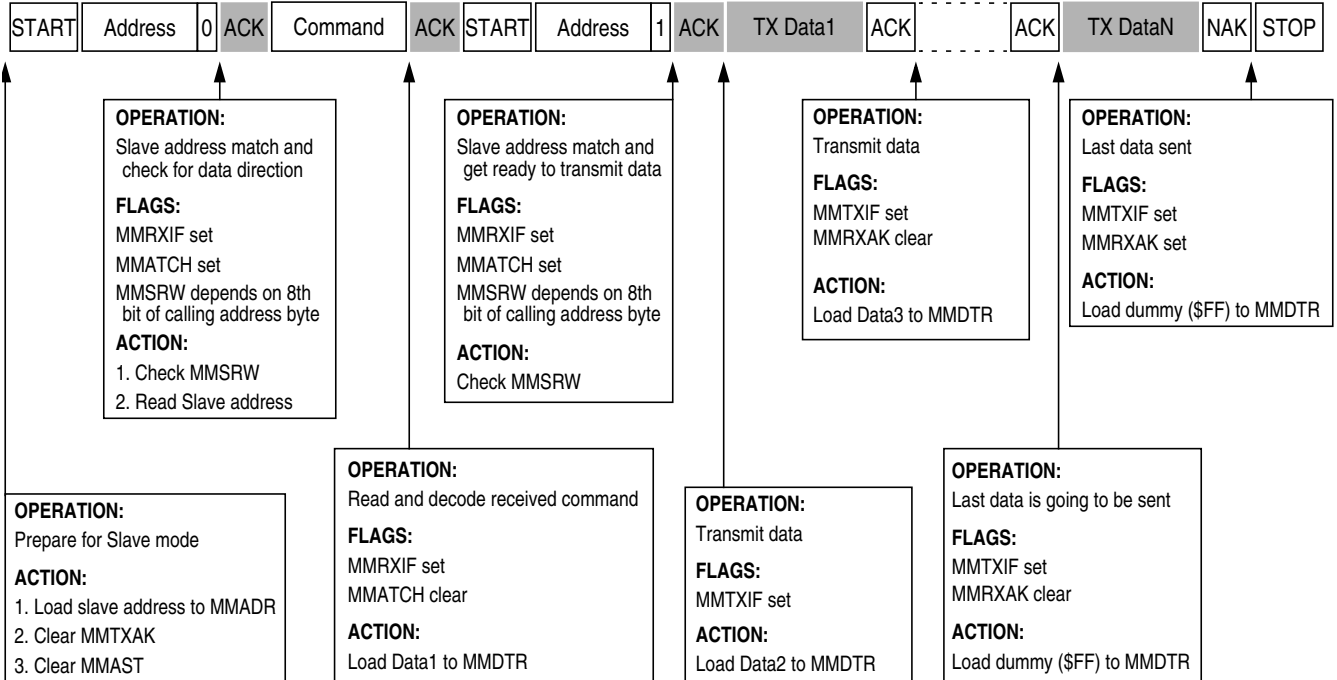 START Address 0 ACK Command ACK START Address 1 ACK TX Data1 ACK ACK TX DataN NAK STOP
OPERATION:
Slave address match and
check for data direction
FLAGS:
MMRXIF set
MMATCH set
MMSRW depends on 8th
bit of calling address byte
ACTION:
1. Check MMSRW
2. Read Slave address
OPERATION:
Slave address match and
get ready to transmit data
FLAGS:
MMRXIF set
MMATCH set
MMSRW depends on 8th
bit of calling address byte
ACTION:
Check MMSRW
OPERATION:
Transmit data
FLAGS:
MMTXIF set
MMRXAK clear
ACTION:
Load Data3 to MMDTR
OPERATION:
Last data sent
FLAGS:
MMTXIF set
MMRXAK set
ACTION:
Load dummy ($FF) to MMDTR
OPERATION:
Prepare for Slave mode
ACTION:
1. Load slave address to MMADR
2. Clear MMTXAK
3. Clear MMAST
OPERATION:
Read and decode received command
FLAGS:
MMRXIF set
MMATCH clear
ACTION:
Load Data1 to MMDTR
OPERATION:
Transmit data
FLAGS:
MMTXIF set
ACTION:
Load Data2 to MMDTR
OPERATION:
Last data is going to be sent
FLAGS:
MMTXIF set
MMRXAK clear
ACTION:
Load dummy ($FF) to MMDTR